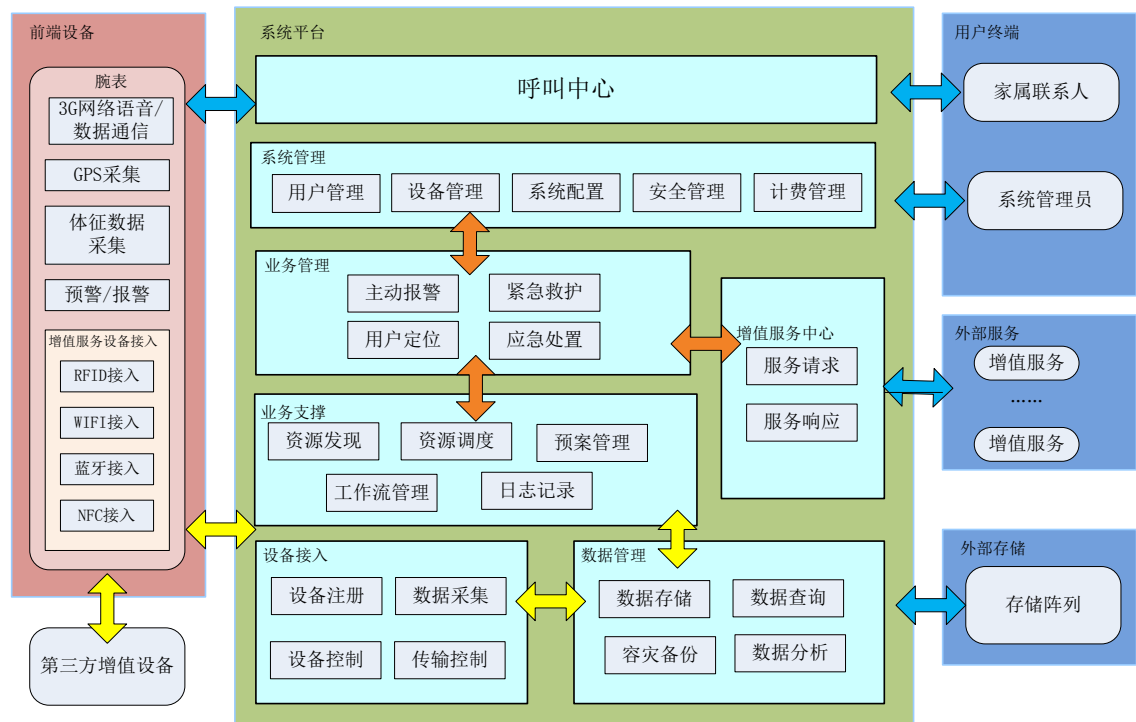 前端设备
腕表
3G网络语音/
数据通信
GPS采集
体征数据
采集
预警/报警
增值服务设备接入
RFID接入
WIFI接入
蓝牙接入
NFC接入
第三方增值设备
系统平台
呼叫中心
系统管理
用户管理
设备管理
系统配置
安全管理
计费管理
业务管理
主动报警
紧急救护
用户定位
应急处置
增值服务中心
服务请求
服务响应
业务支撑
资源发现
资源调度
预案管理
工作流管理
日志记录
设备接入
设备注册
数据采集
设备控制
传输控制
数据管理
数据存储
数据查询
容灾备份
数据分析
用户终端
家属联系人
系统管理员
外部服务
增值服务
……
增值服务
外部存储
存储阵列